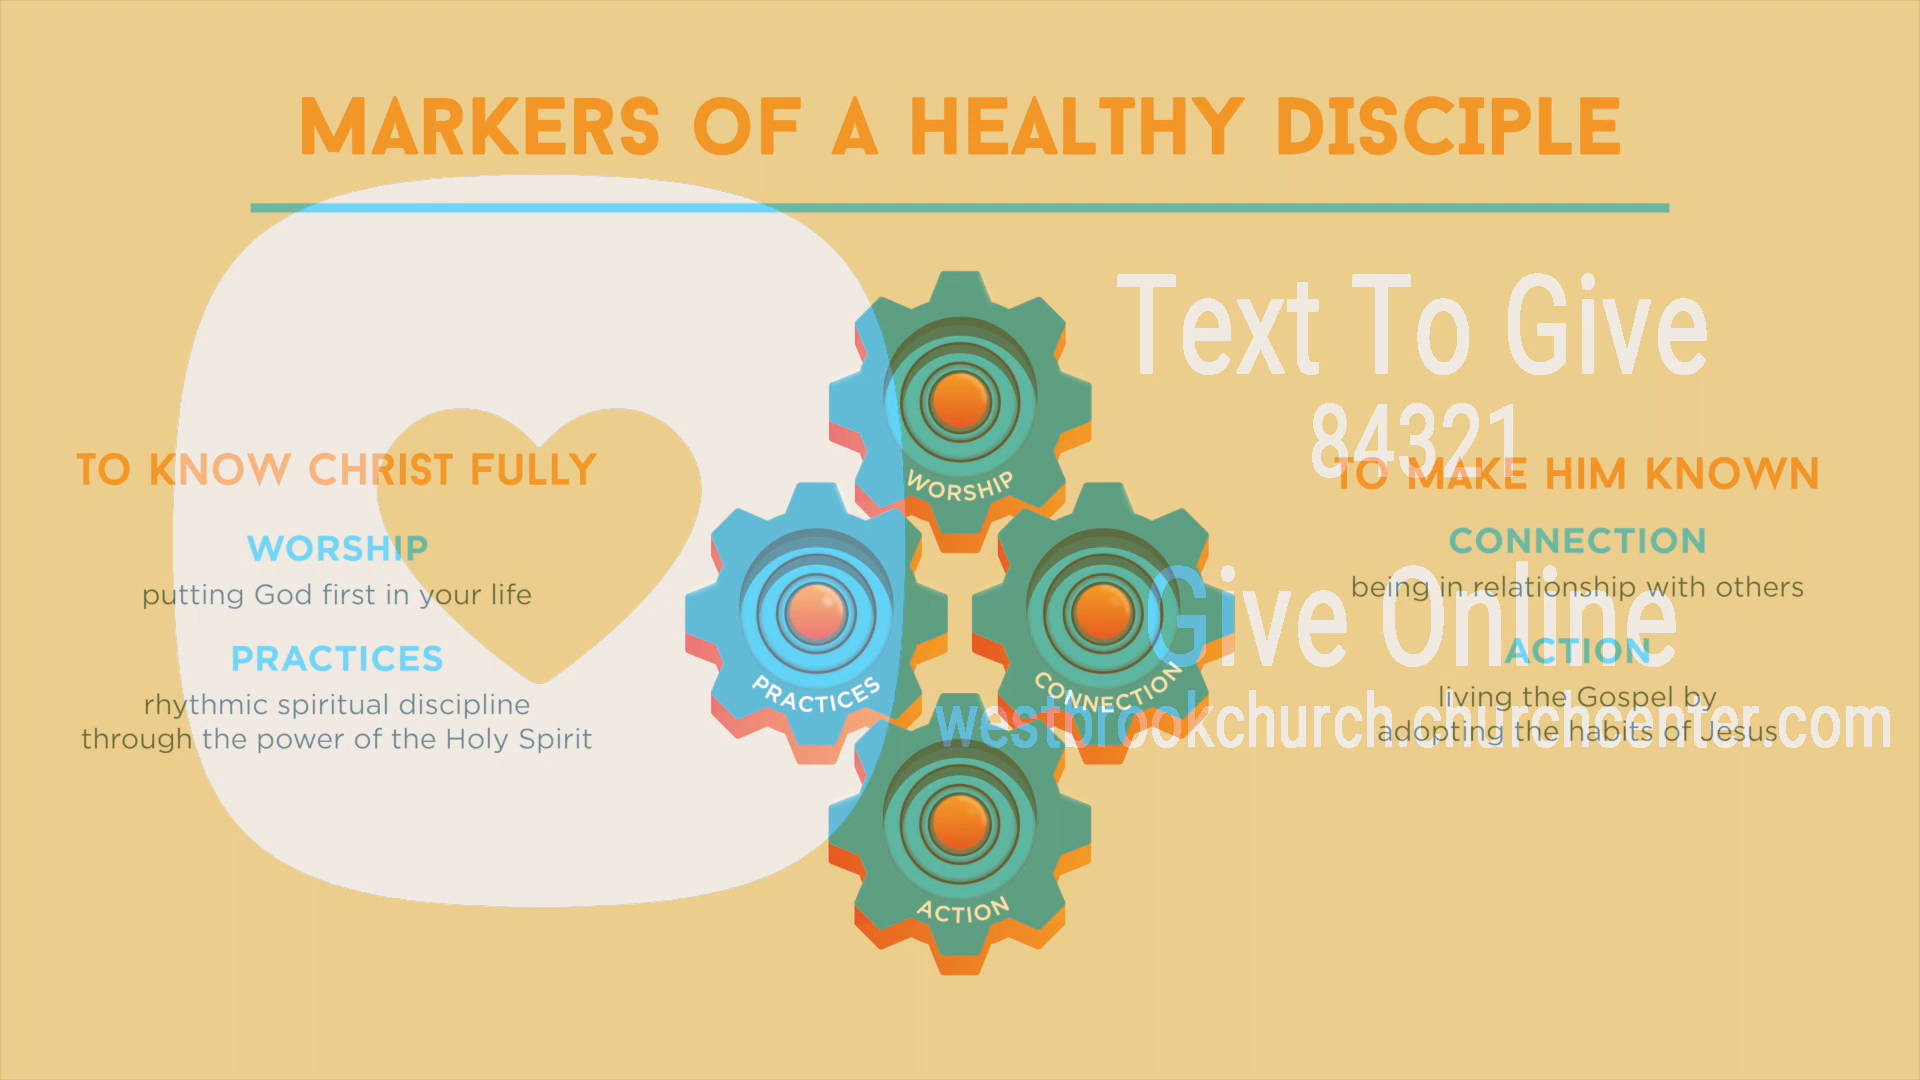 MARKERS OF A HEALTHY DISCIPLE
TO KNOW CHRIST FULLY
WORSHIP
putting God first in your life
PRACTICES
rhythmic spiritual discipline
through the power of the Holy Spirit
WORSHIP
PRACTICES
CONNECTION
ACTION
TO MAKE HIM KNOWN
CONNECTION
being in relationship with others
ACTION
living the Gospel by
adopting the habits of Jesus
Text To Give
84321
Give Online
westbrookchurch.churchcenter.com